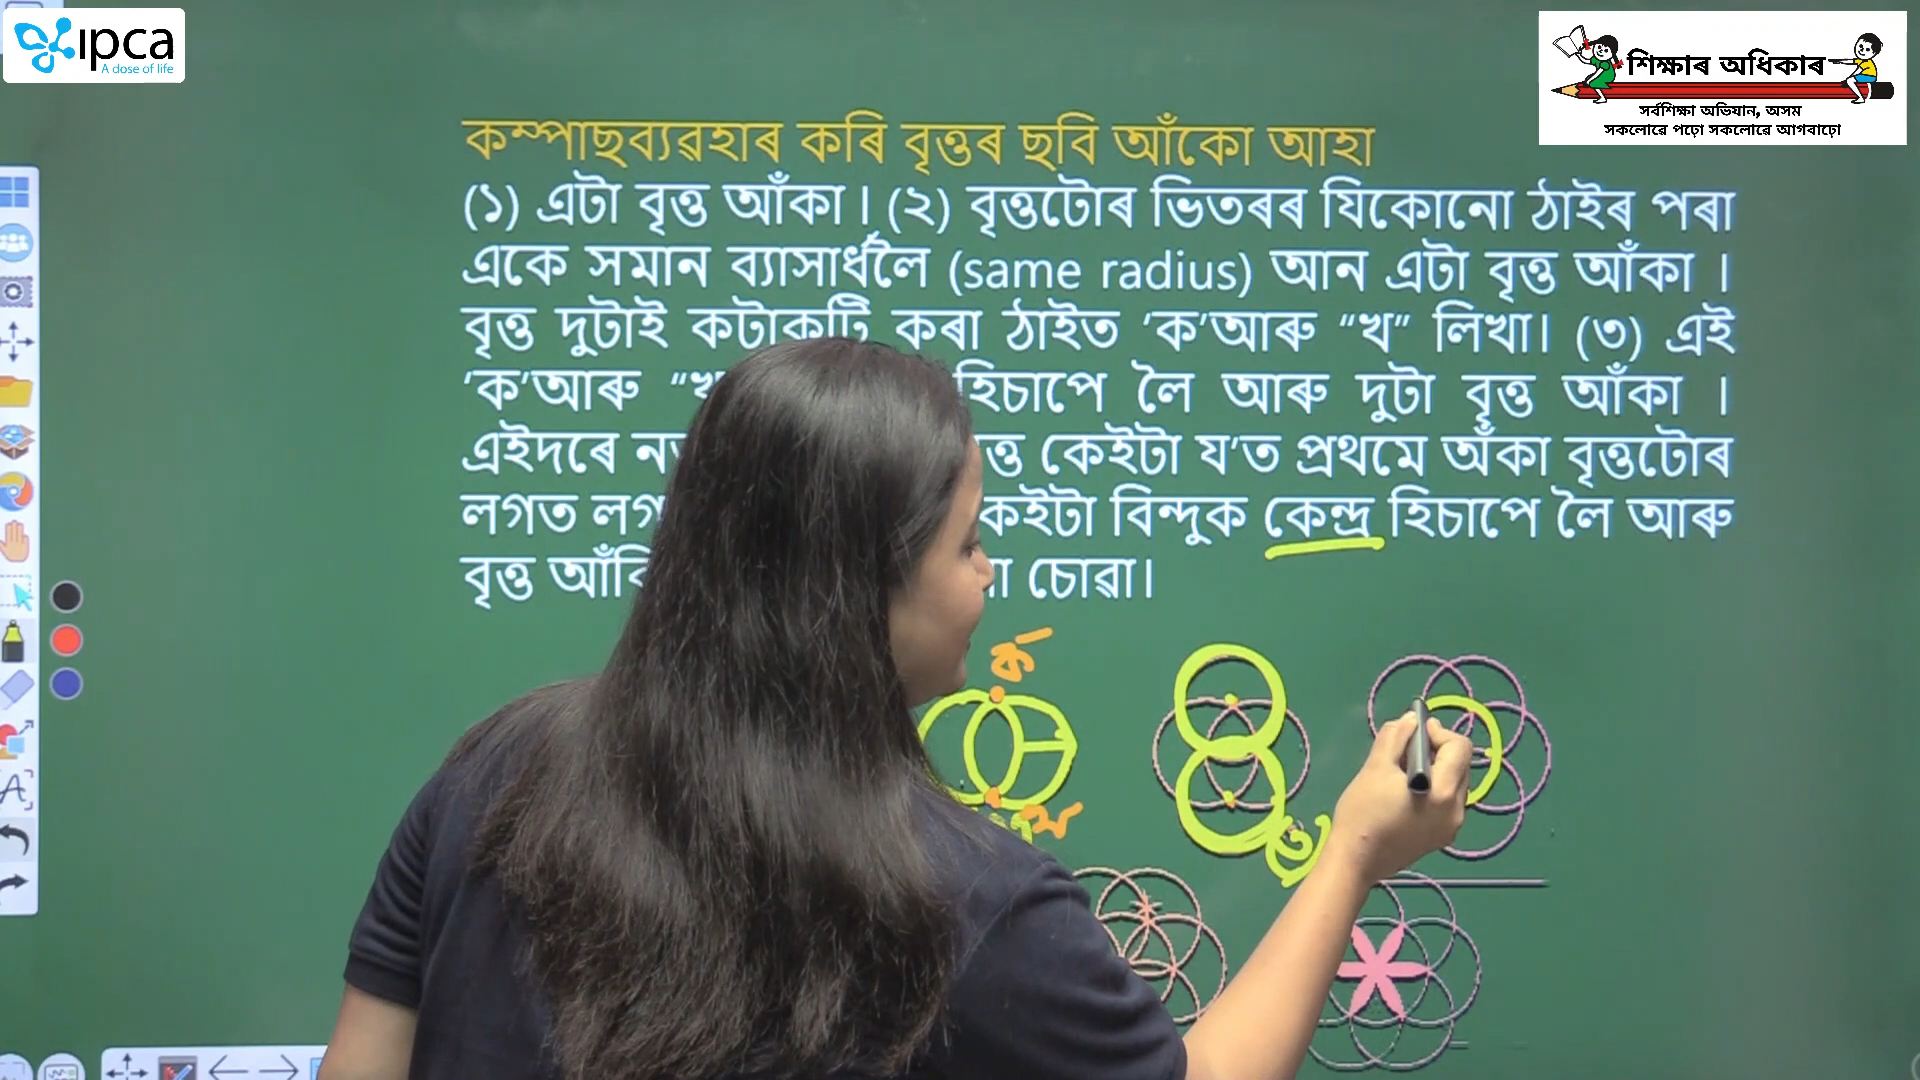 ipca
A dose of life
শিক্ষাৰ অধিকাৰ
সৰ্বশিক্ষা অভিযান, অসম
সকলোৱে পঢ়ো সকলোৱে আগবাঢ়ো
কম্পাছব্যৱহাৰ কৰি বৃত্তৰ ছবি আঁকো আহা
(১) এটা বৃত্ত আঁকা। (২) বৃত্তটোৰ ভিতৰৰ যিকোনো ঠাইৰ পৰা
একে সমান ব্যাসাৰ্ধলৈ (same radius) আন এটা বৃত্ত আঁকা ।
বৃত্ত দুটাই কটাকটি কৰা ঠাইত ‘ক’আৰু “খ” লিখা। (৩) এই
‘ক’আৰু “খ হিচাপে লৈ আৰু দুটা বৃত্ত আঁকা ।
এইদৰে কেইটা য’ত প্ৰথমে অঁকা বৃত্তটোৰ
লগত বিন্দুক কেন্দ্ৰ হিচাপে লৈ আৰু
বৃত্ত চোৱা।
ক
খ
৩